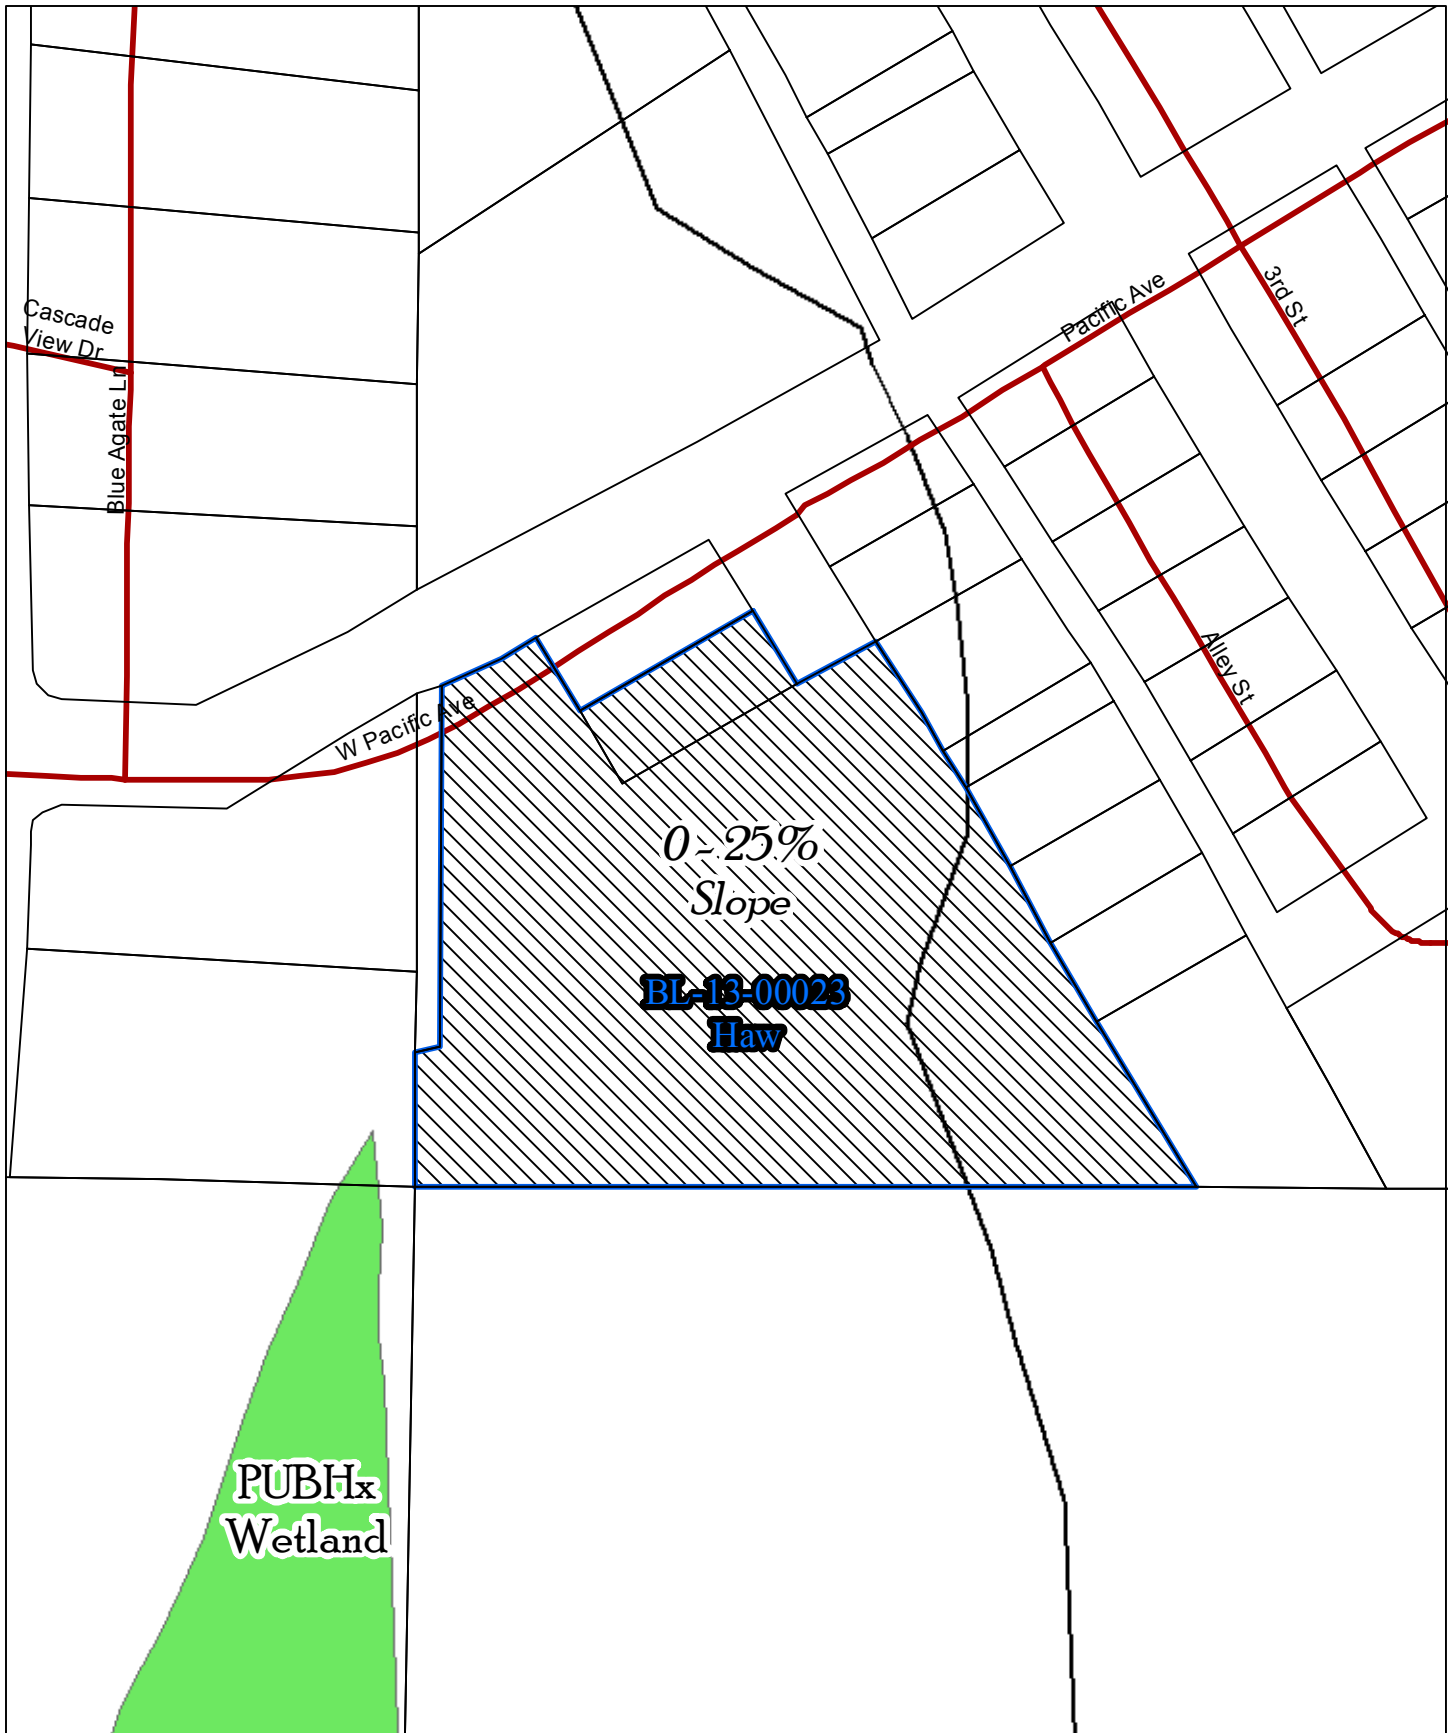 Pacific Ave
3rd St
Cascade
View Dr
Blue Agate Ln
Alley St
W Pacific Ave
0 ~ 25%
Slope
BL-13-00023
Haw
PUBHx
Wetland